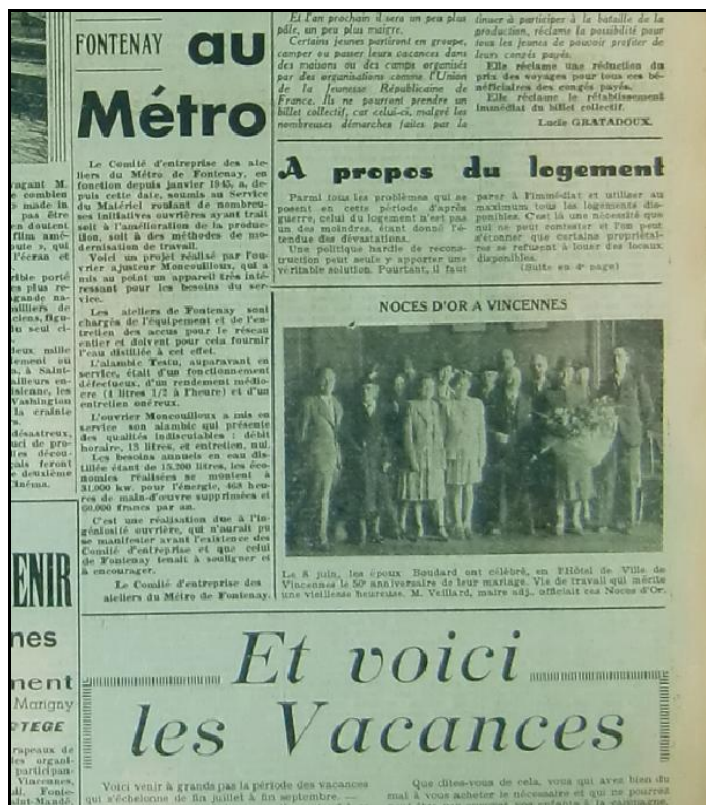 FONTENAY
au
Métro
Le Comité d'entreprise des ate-
liers du Métro de Fontenay, en
fonction depuis janvier 1945, a, de-
puis cette date, soumis au Service
du Matériel roulant de nombreu-
ses initiatives ouvrières ayant trait
soit à l'amélioration de la produc-
tion, soit à des méthodes de mo-
dernisation de travail.
Voici un projet réalisé par l'ou-
vrier ajusteur Moncouilloux, qui a
mis au point un appareil très inté-
ressant pour les besoins du ser-
vice.
Les ateliers de Fontenay sont
chargés de l'équipement et de l'en-
tretien des accus pour le réseau
entier et doivent pour cela fournir
l'eau distillée à cet effet.
L'alambic Testu, auparavant en
service, était d'un fonctionnement
défectueux, d'un rendement médio-
cre (4 litres 1/2 à l'heure) et d'un
entretien onéreux.
L'ouvrier Moncouilloux a mis en
service son alambic qui présente
des qualités indiscutables : débit
horaire, 15 litres, et entretien, nul.
Les besoins annuels en eau dis-
tillée étant de 15.200 litres, les éco-
nomies réalisées se montent à
31.000 kw. pour l'énergie, 468 heu-
res de main-d'œuvre supprimées et
60.000 francs par an.
C'est une réalisation due à l'in-
géniosité ouvrière, qui n'aurait pu
se manifester avant l'existence des
Comité d'entreprise et que celui
de Fontenay tenait à souligner et
à encourager.
Le Comité d'entreprise des
ateliers du Métro de Fontenay.
Et l'an prochain il sera un peu plus
pâle, un peu plus maigre.
Certains jeunes partiront en groupe,
camper ou passer leurs vacances dans
des maisons ou des camps organisés
par des organisations comme l'Union
de la Jeunesse Républicaine de
France. Ils ne pourront prendre un
billet collectif, car celui-ci, malgré les
nombreuses démarches faites par la
tinuer à participer à la bataille de la
production, réclame la possibilité pour
tous les jeunes de pouvoir profiter de
leurs congés payés.
Elle réclame une réduction du
prix des voyages pour tous ces bé-
néficiaires des congés payés.
Elle réclame le rétablissement
immédiat du billet collectif.
Lucie GRATADOUX.
A propos du logement
Parmi tous les problèmes qui se
posent en cette période d'après
guerre, celui du logement n'est pas
un des moindres, étant donné l'é-
tendue des dévastations.
Une politique hardie de recons-
truction peut seule y apporter une
véritable solution. Pourtant, il faut
parer à l'immédiat et utiliser au
maximum tous les logements dis-
ponibles. C'est là une nécessité que
nul ne peut contester et l'on peut
s'étonner que certains propriétai-
res se refusent à louer des locaux
disponibles.
(Suite en 4e page)
NOCES D'OR A VINCENNES
Le 8 juin, les époux Boudard ont célébré, en l'Hôtel de Ville de
Vincennes le 50e anniversaire de leur mariage. Vie de travail qui mérite
une vieillesse heureuse. M. Veillard, maire adj., officiait ces Noces d'Or.
Et voici
les Vacances
Voici venir à grands pas la période des vacances
qui s'échelonne de fin juillet à fin septembre. —
Que dites-vous de cela, vous qui avez bien du
mal à vous acheter le nécessaire et qui ne pourrez
ENIR
nes
nent
Marigny
TEGE
rapeaux de
les organi-
participan-
Vincennes,